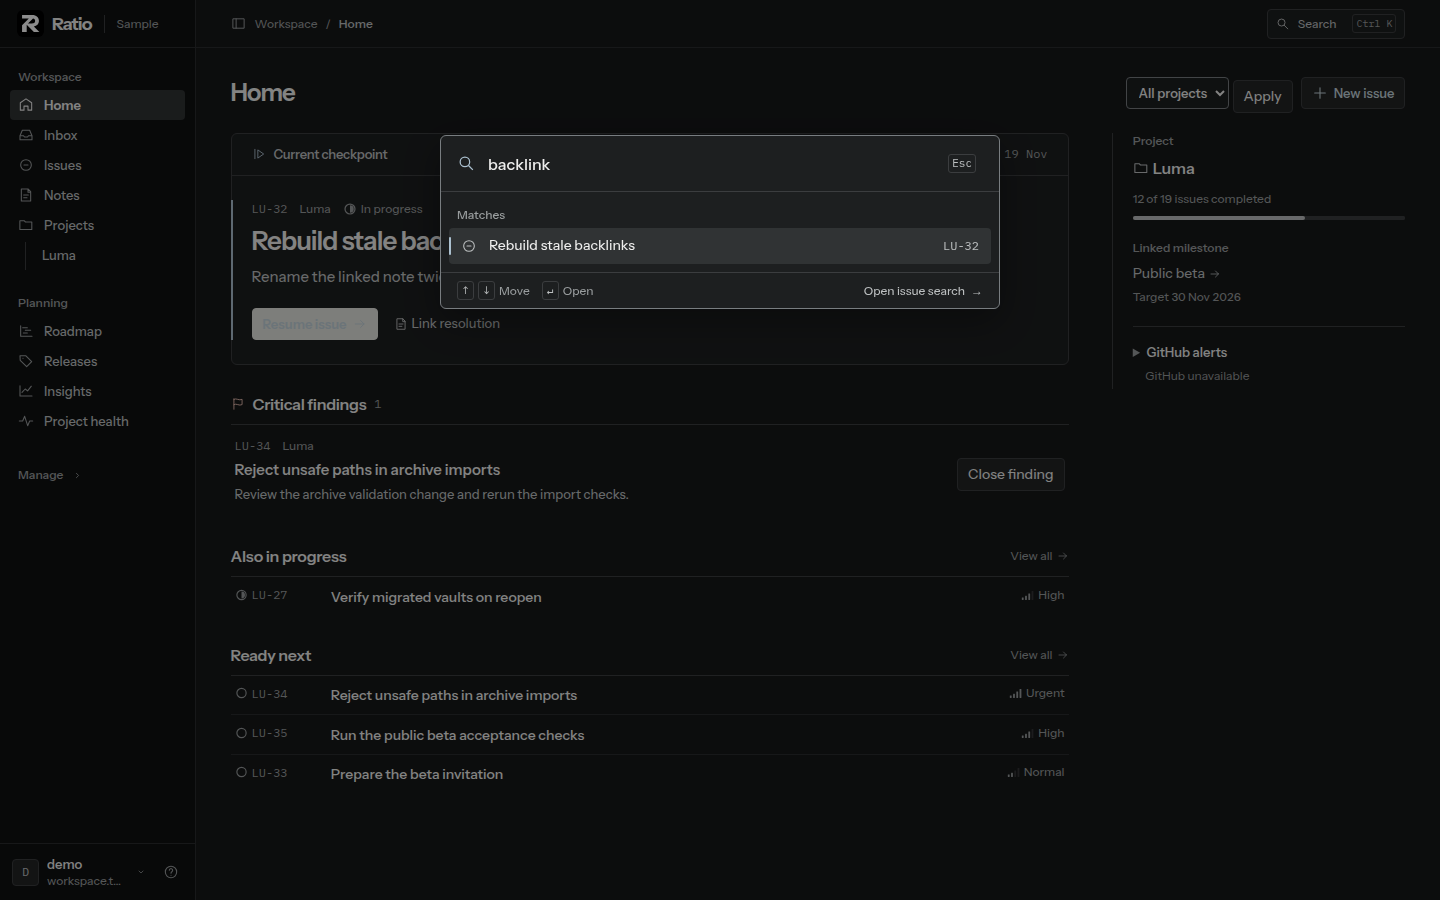 Ratio Sample
Workspace / Home
Search Ctrl K
Workspace
Home
Inbox
Issues
Notes
Projects
Luma
Planning
Roadmap
Releases
Insights
Project health
Manage
D
demo
workspace.t...
Home
All projects
Apply
New issue
Current checkpoint
19 Nov
LU-32 Luma In progress
Rebuild stale bac
Rename the linked note twi
Resume issue →
Link resolution
backlink
Esc
Matches
Rebuild stale backlinks LU-32
↑ ↓ Move ↵ Open
Open issue search →
Critical findings 1
LU-34 Luma
Reject unsafe paths in archive imports
Review the archive validation change and rerun the import checks.
Close finding
Also in progress View all →
LU-27 Verify migrated vaults on reopen High
Ready next View all →
LU-34 Reject unsafe paths in archive imports Urgent
LU-35 Run the public beta acceptance checks High
LU-33 Prepare the beta invitation Normal
Project
Luma
12 of 19 issues completed
Linked milestone
Public beta →
Target 30 Nov 2026
GitHub alerts
GitHub unavailable